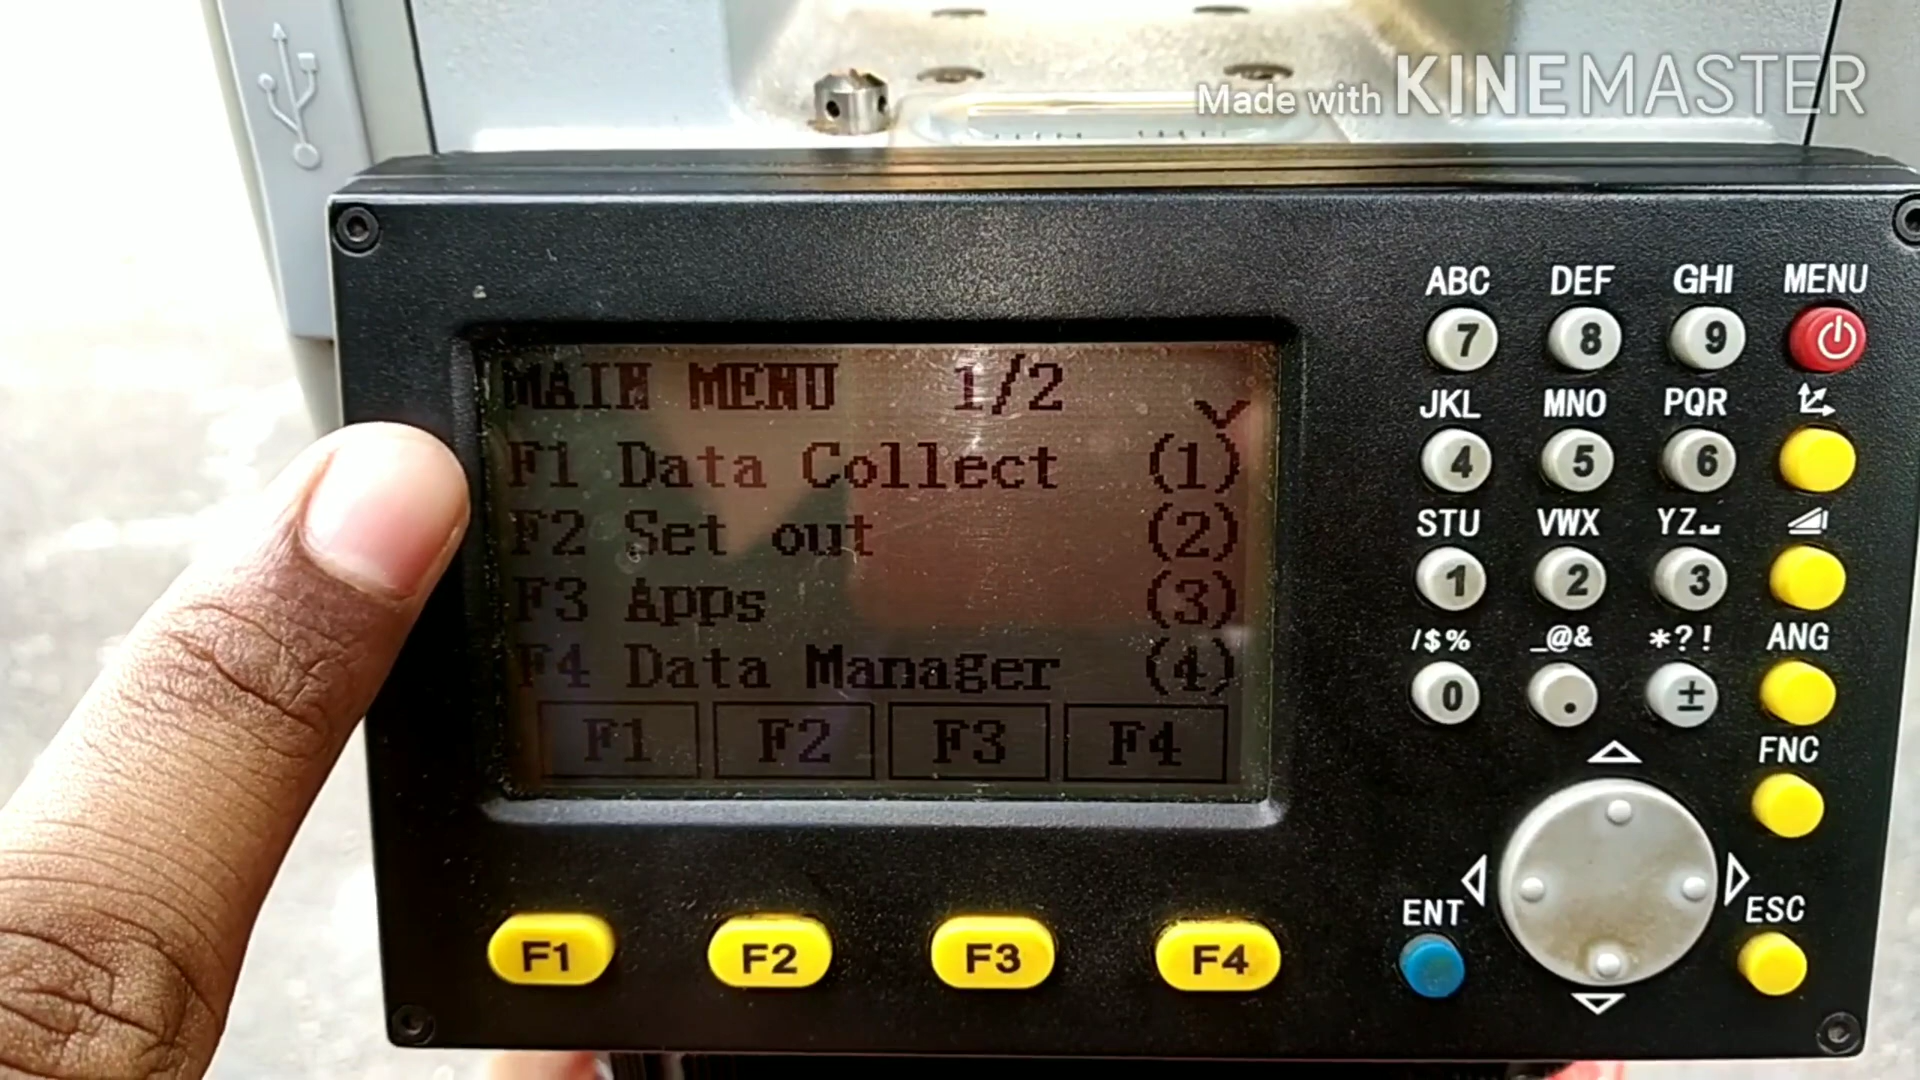 Made with KINEMASTER
MAIN MENU 1/2
F1 Data Collect (1)
F2 Set out (2)
F3 Apps (3)
F4 Data Manager (4)
F1 F2 F3 F4
ABC DEF GHI MENU
7 8 9
JKL MNO PQR
4 5 6
STU VWX YZ␣
1 2 3
/$% _@& *?! ANG
0 . ±
FNC
ENT ESC
F1 F2 F3 F4